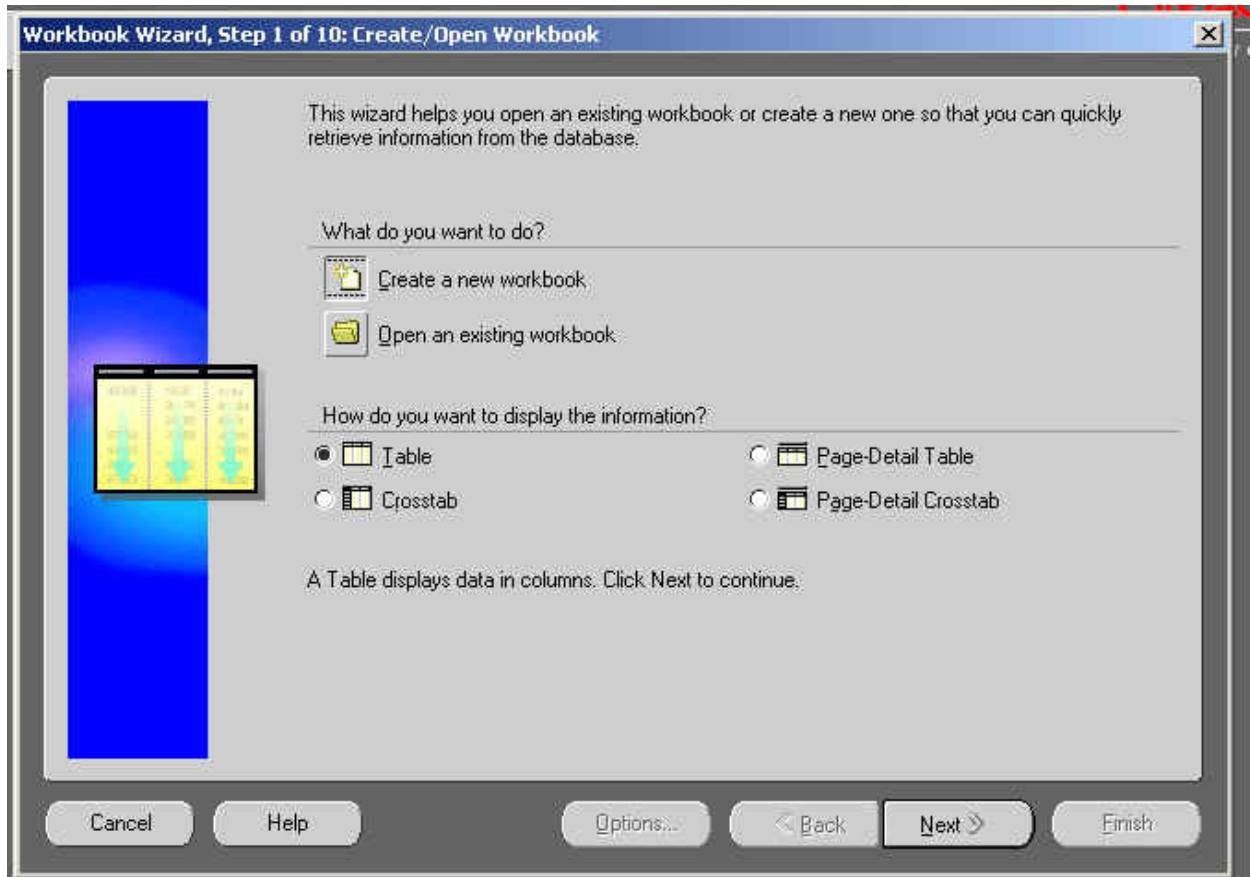 Workbook Wizard, Step 1 of 10: Create/Open Workbook
This wizard helps you open an existing workbook or create a new one so that you can quickly
retrieve information from the database.
What do you want to do?
Create a new workbook
Open an existing workbook
How do you want to display the information?
Table
Page-Detail Table
Crosstab
Page-Detail Crosstab
A Table displays data in columns. Click Next to continue.
Cancel Help Options... < Back Next > Finish